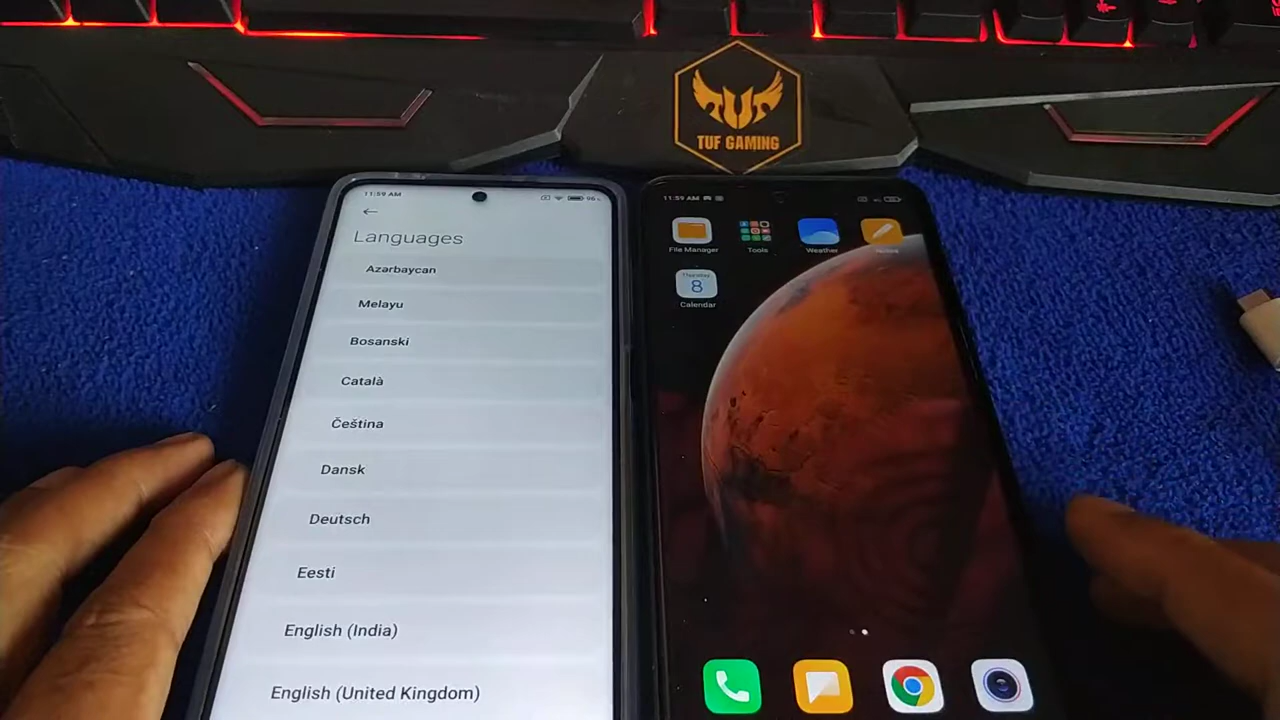 TUF
TUF GAMING
11:59 AM
Languages
Azərbaycan
Melayu
Bosanski
Català
Čeština
Dansk
Deutsch
Eesti
English (India)
English (United Kingdom)
11:59 AM
File Manager
Tools
Weather
Notes
Thursday
8
Calendar